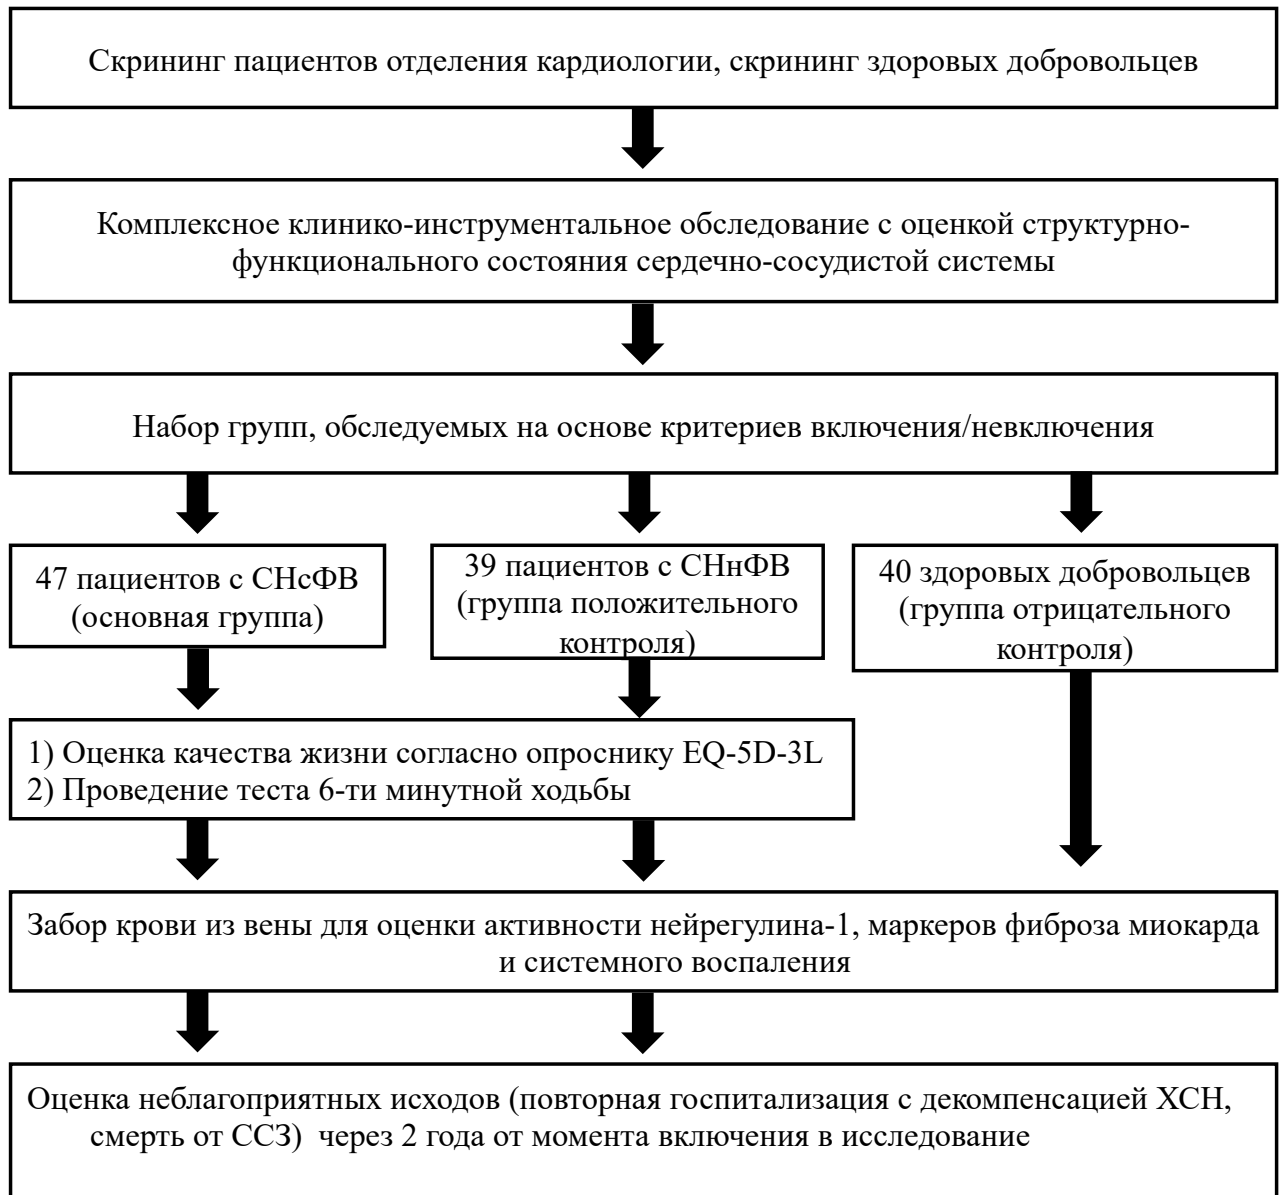 Скрининг пациентов отделения кардиологии, скрининг здоровых добровольцев
Комплексное клинико-инструментальное обследование с оценкой структурно-
функционального состояния сердечно-сосудистой системы
Набор групп, обследуемых на основе критериев включения/невключения
47 пациентов с СНсФВ
(основная группа)
39 пациентов с СНнФВ
(группа положительного
контроля)
40 здоровых добровольцев
(группа отрицательного
контроля)
1) Оценка качества жизни согласно опроснику EQ-5D-3L
2) Проведение теста 6-ти минутной ходьбы
Забор крови из вены для оценки активности нейрегулина-1, маркеров фиброза миокарда
и системного воспаления
Оценка неблагоприятных исходов (повторная госпитализация с декомпенсацией ХСН,
смерть от ССЗ) через 2 года от момента включения в исследование